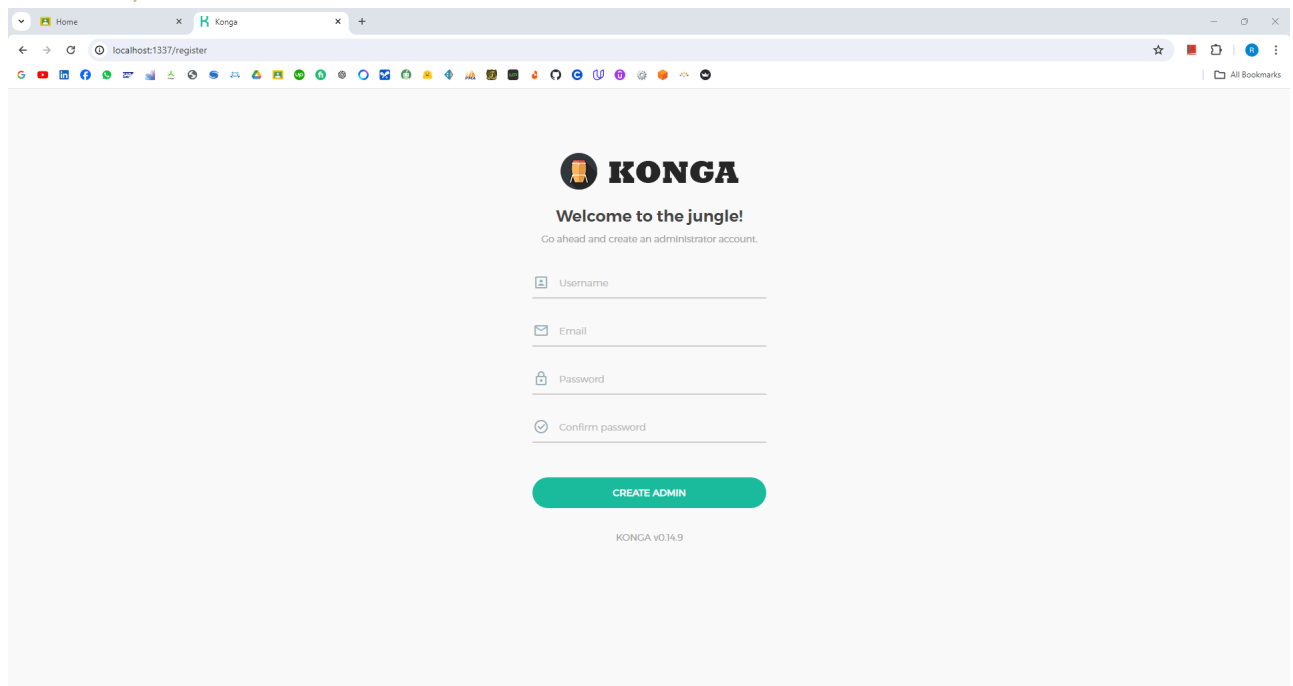 Home
Konga
localhost:1337/register
All Bookmarks
KONGA
Welcome to the jungle!
Go ahead and create an administrator account.
Username
Email
Password
Confirm password
CREATE ADMIN
KONGA v0.14.9